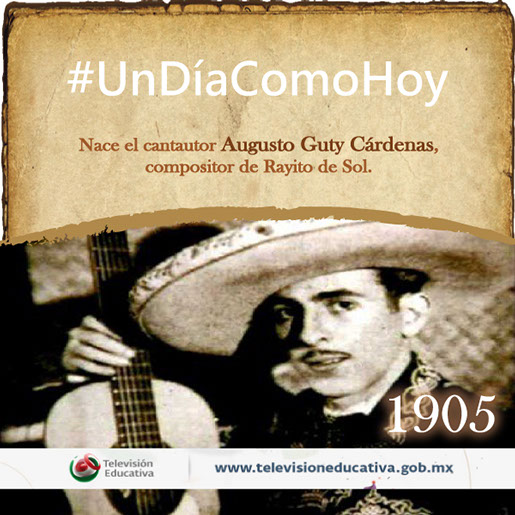 #UnDíaComoHoy
Nace el cantautor Augusto Guty Cárdenas,
compositor de Rayito de Sol.
1905
Televisión
Educativa
www.televisioneducativa.gob.mx